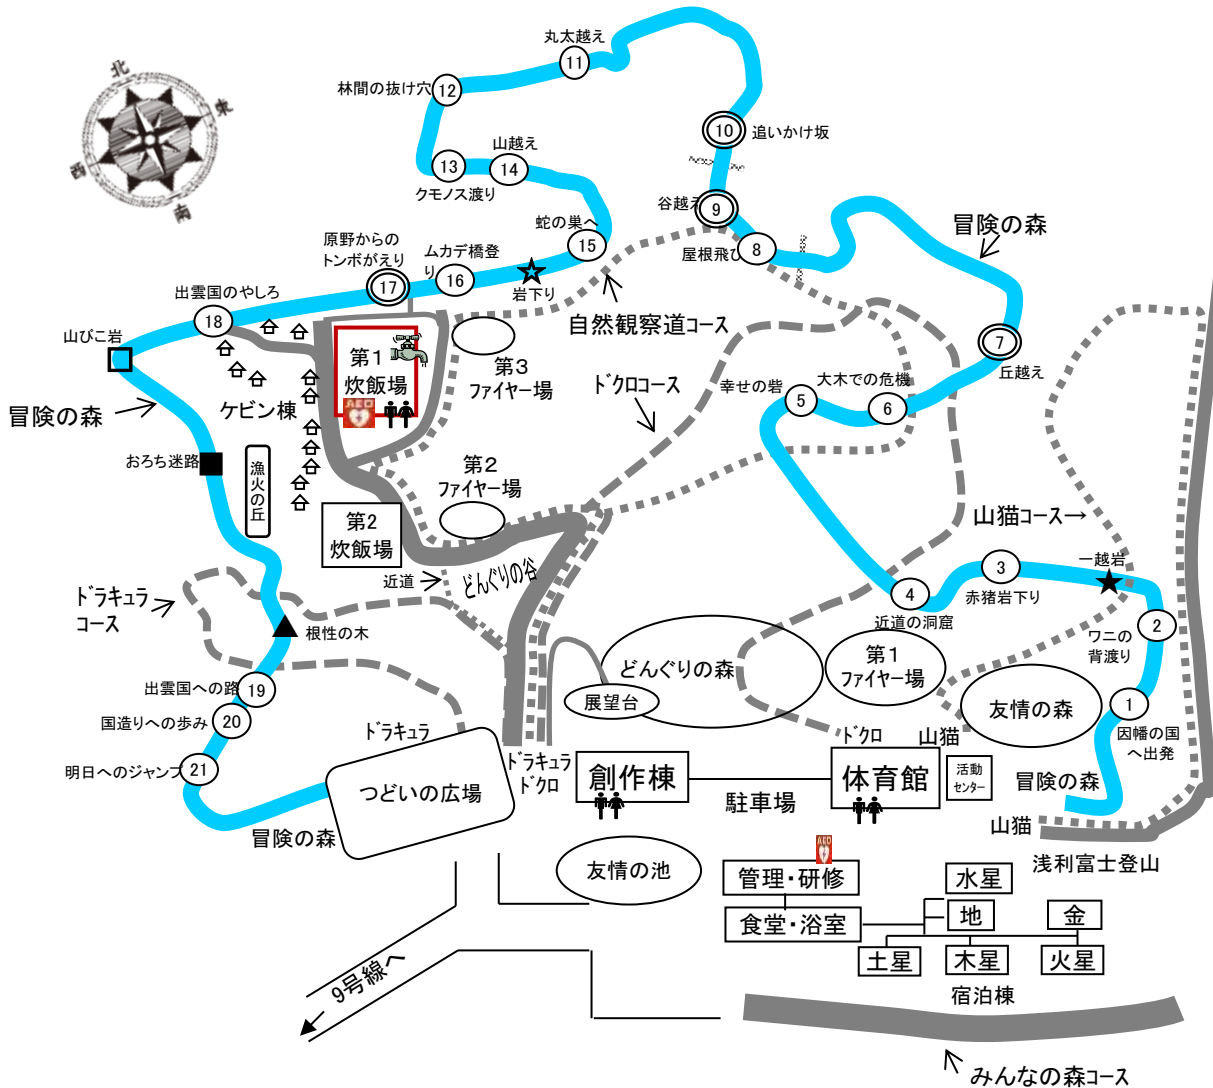 北
東
西
南
丸太越え
11
林間の抜け穴
12
10
追いかけ坂
山越え
13
14
クモノス渡り
谷越え
9
冒険の森
蛇の巣へ
15
屋根飛び
8
原野からの
トンボがえり
17
ムカデ橋登
り
16
岩下り
自然観察道コース
出雲国のやしろ
18
山びこ岩
第1
炊飯場
AED
第3
ファイヤー場
ドクロコース
7
丘越え
大木での危機
6
幸せの砦
5
冒険の森
ケビン棟
おろち迷路
漁火の丘
第2
ファイヤー場
第2
炊飯場
近道
どんぐりの谷
山猫コース
一越岩
3
赤猪岩下り
4
近道の洞窟
2
ワニの
背渡り
ドラキュラ
コース
根性の木
どんぐりの森
第1
ファイヤー場
友情の森
1
因幡の国
へ出発
出雲国への路
19
国造りへの歩み
20
明日へのジャンプ
21
展望台
ドラキュラ
つどいの広場
ドラキュラ
ドクロ
創作棟
駐車場
ドクロ
体育館
山猫
活動
センター
冒険の森
山猫
浅利富士登山
冒険の森
友情の池
AED
管理・研修
食堂・浴室
水星
地
金
土星
木星
火星
宿泊棟
9号線へ
みんなの森コース